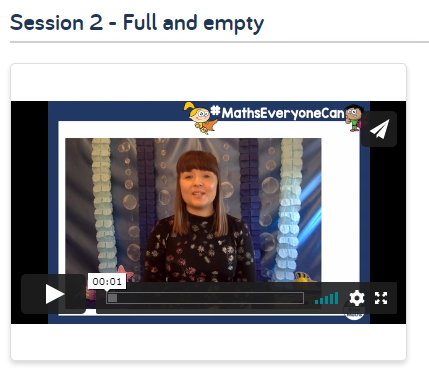 Session 2 - Full and empty
#MathsEveryoneCan
00:01